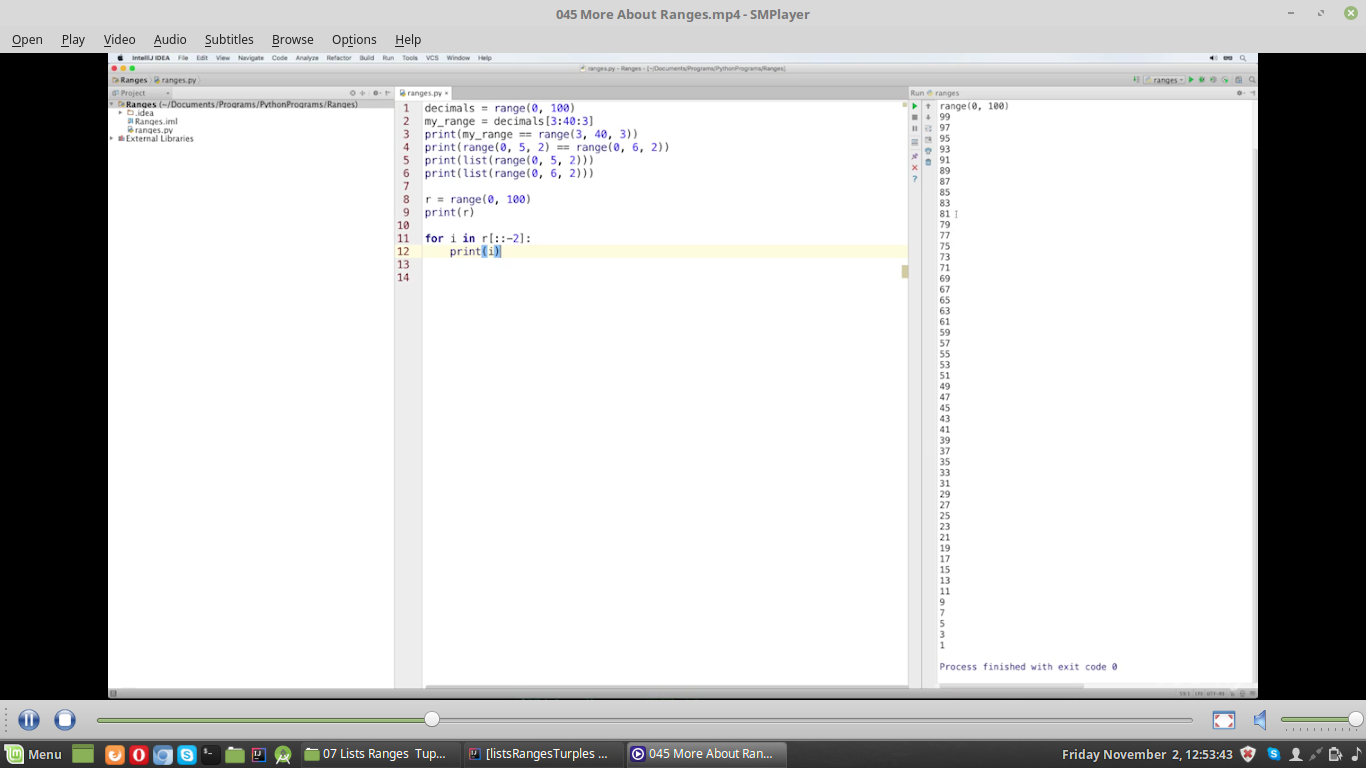 045 More About Ranges.mp4 - SMPlayer
Open Play Video Audio Subtitles Browse Options Help
IntelliJ IDEA File Edit View Navigate Code Analyze Refactor Build Run Tools VCS Window Help
ranges.py - Ranges - [~/Documents/Programs/PythonPrograms/Ranges]
Ranges ranges.py ranges
Project
Ranges (~/Documents/Programs/PythonPrograms/Ranges)
.idea
Ranges.iml
ranges.py
External Libraries
ranges.py
1 decimals = range(0, 100)
2 my_range = decimals[3:40:3]
3 print(my_range == range(3, 40, 3))
4 print(range(0, 5, 2) == range(0, 6, 2))
5 print(list(range(0, 5, 2)))
6 print(list(range(0, 6, 2)))
7
8 r = range(0, 100)
9 print(r)
10
11 for i in r[::-2]:
12 print(i)
13
14
Run ranges
range(0, 100)
99
97
95
93
91
89
87
85
83
81
79
77
75
73
71
69
67
65
63
61
59
57
55
53
51
49
47
45
43
41
39
37
35
33
31
29
27
25
23
21
19
17
15
13
11
9
7
5
3
1
Process finished with exit code 0
Menu 07 Lists Ranges Tup... [listsRangesTurples ... 045 More About Ran... Friday November 2, 12:53:43